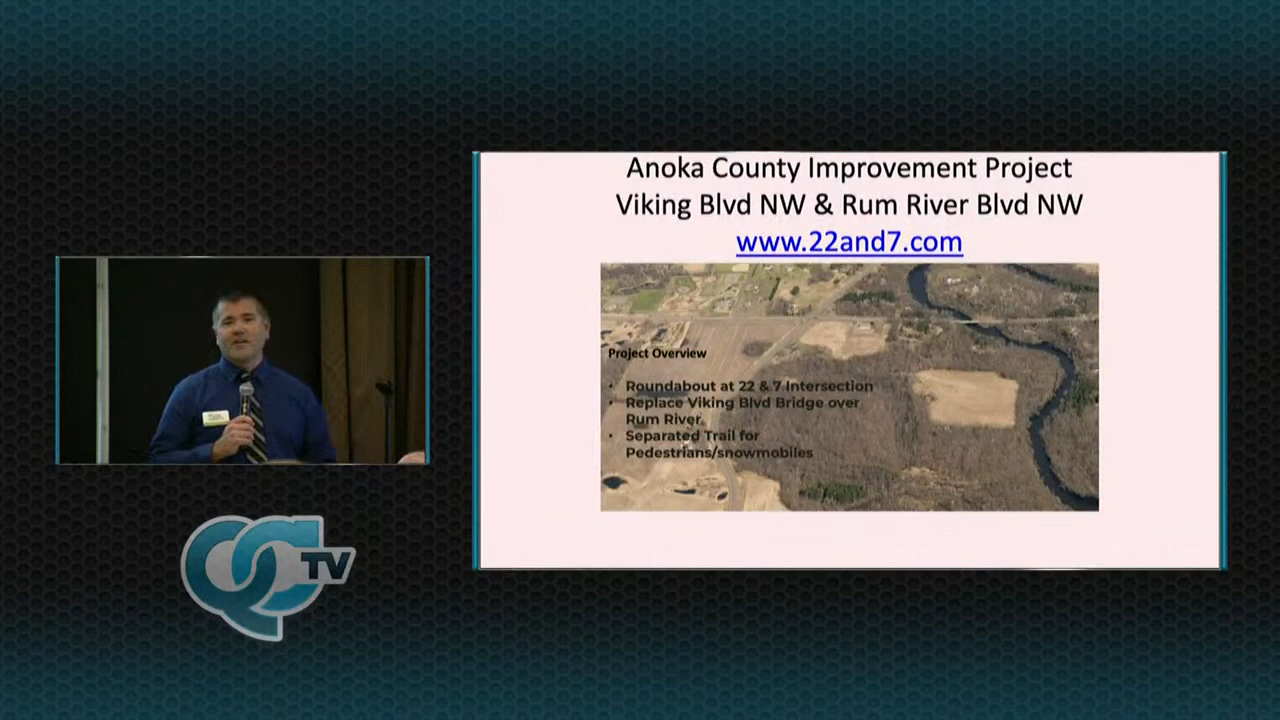 Anoka County Improvement Project
Viking Blvd NW & Rum River Blvd NW
www.22and7.com
Project Overview
• Roundabout at 22 & 7 Intersection
• Replace Viking Blvd Bridge over
Rum River
• Separated Trail for
Pedestrians/snowmobiles
QCTV